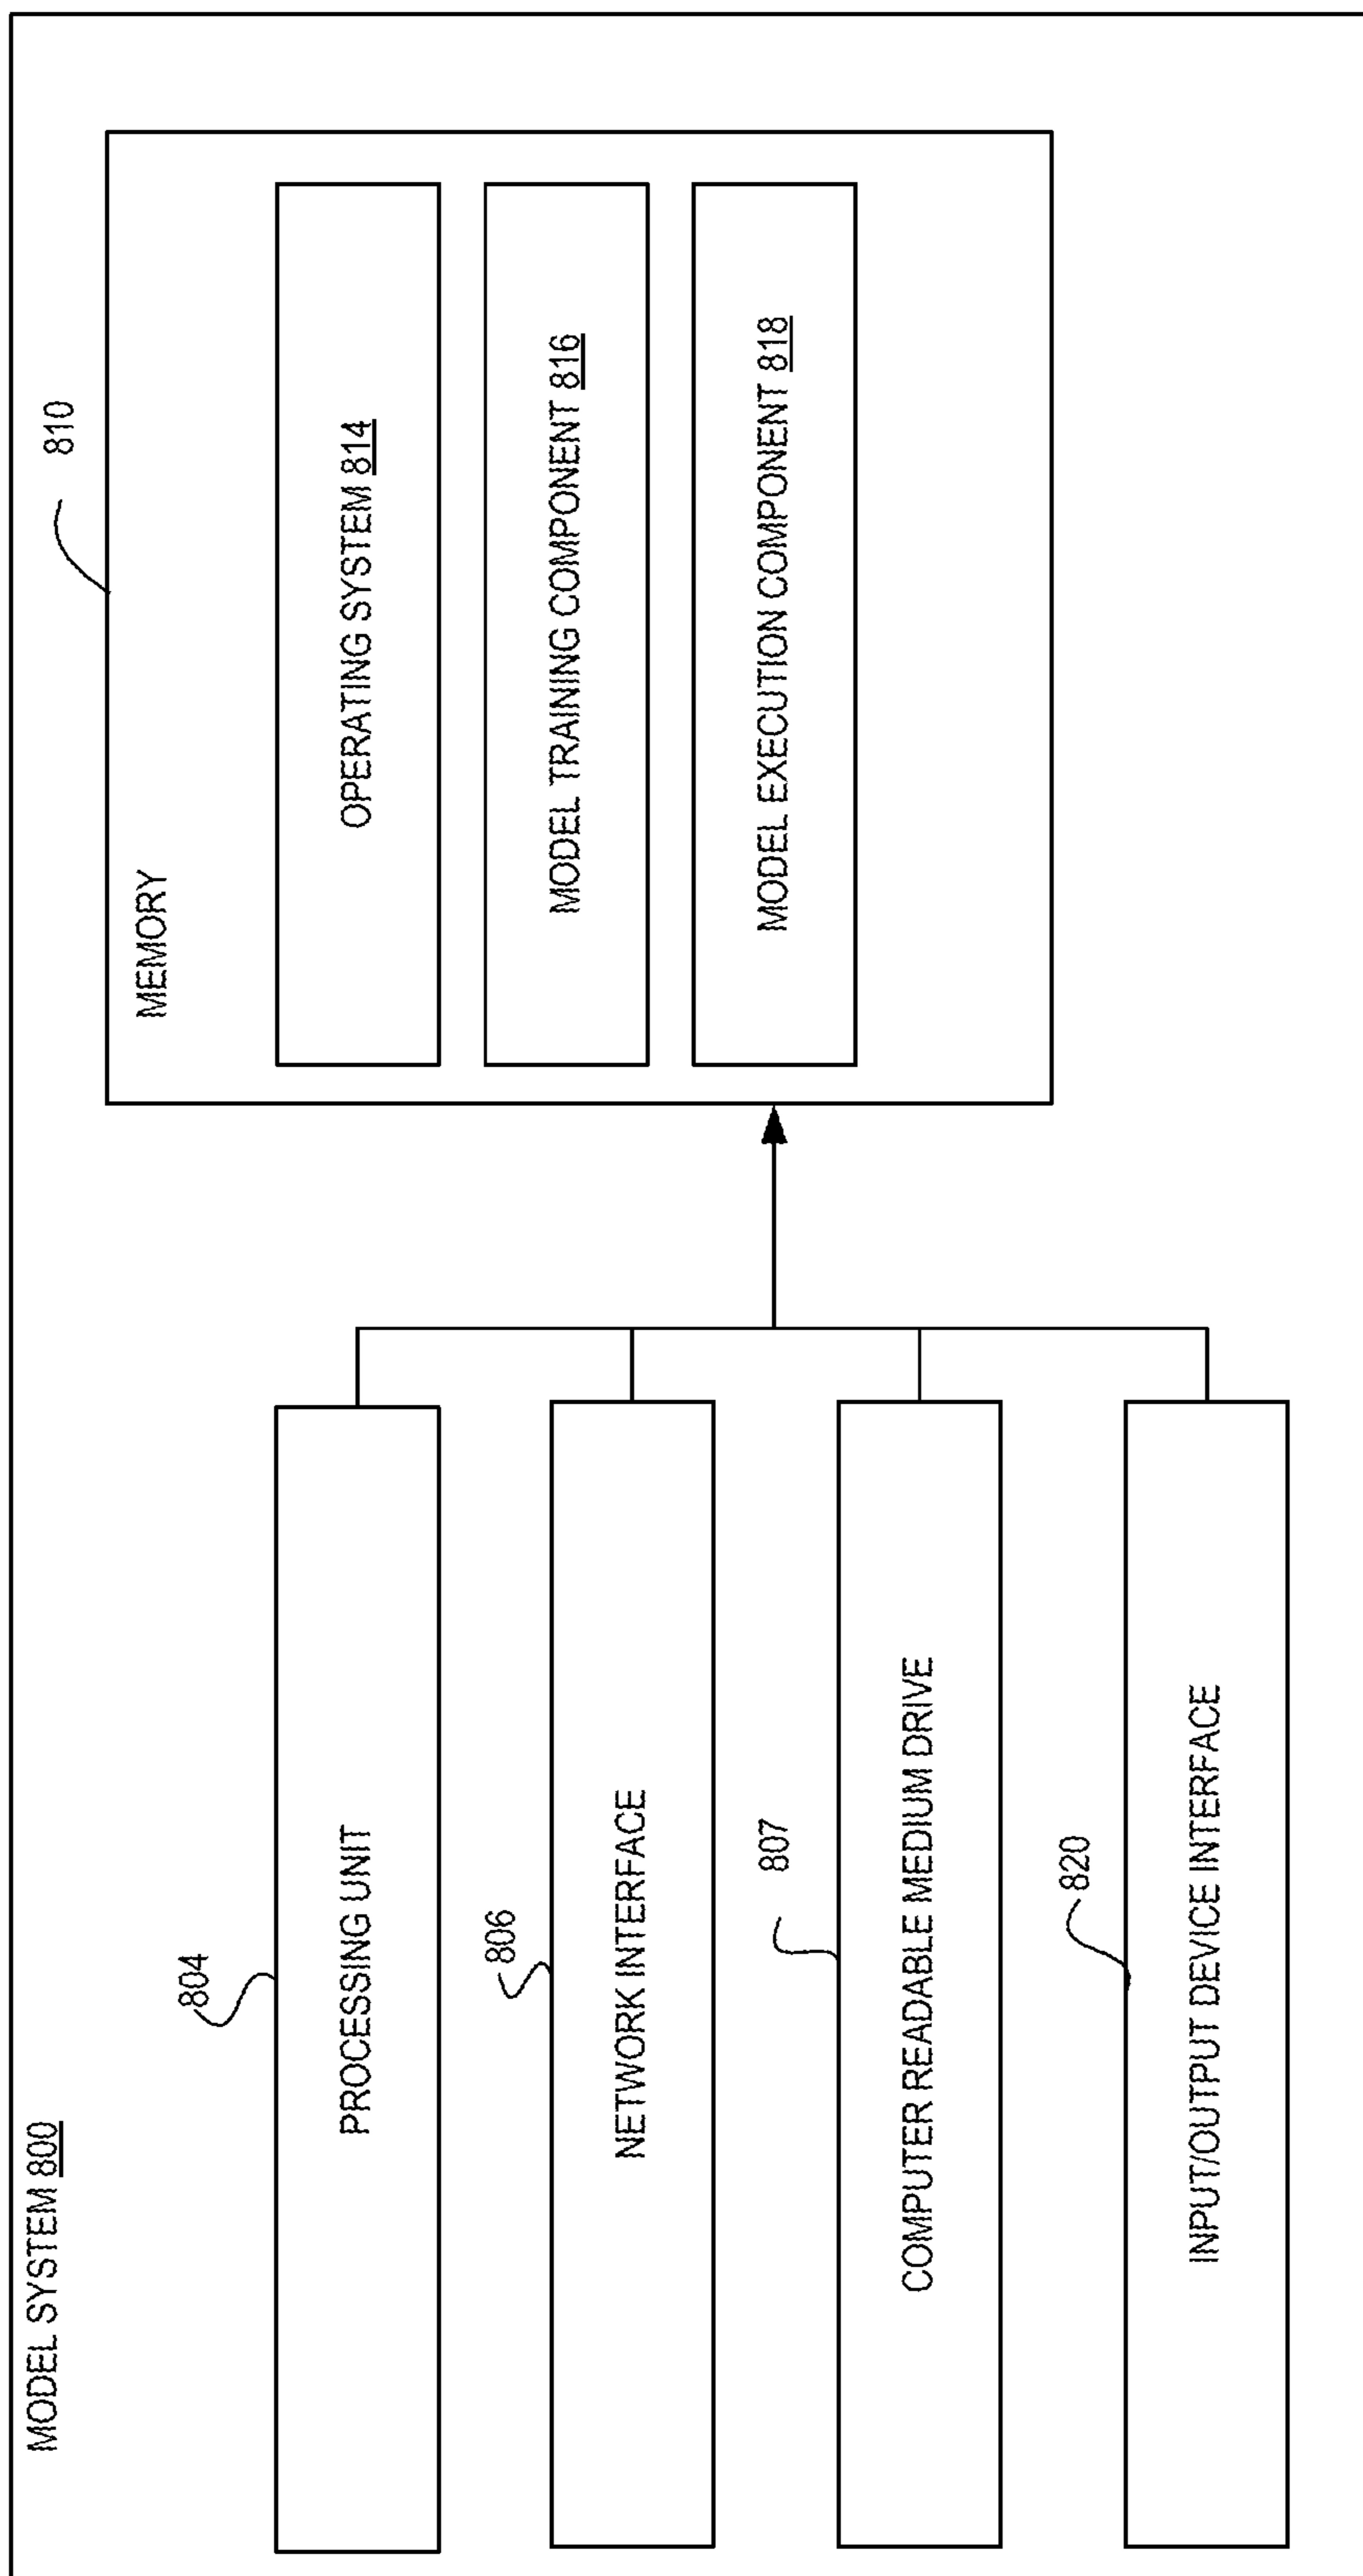 MODEL SYSTEM 800
804
PROCESSING UNIT
806
NETWORK INTERFACE
807
COMPUTER READABLE MEDIUM DRIVE
820
INPUT/OUTPUT DEVICE INTERFACE
810
MEMORY
OPERATING SYSTEM 814
MODEL TRAINING COMPONENT 816
MODEL EXECUTION COMPONENT 818